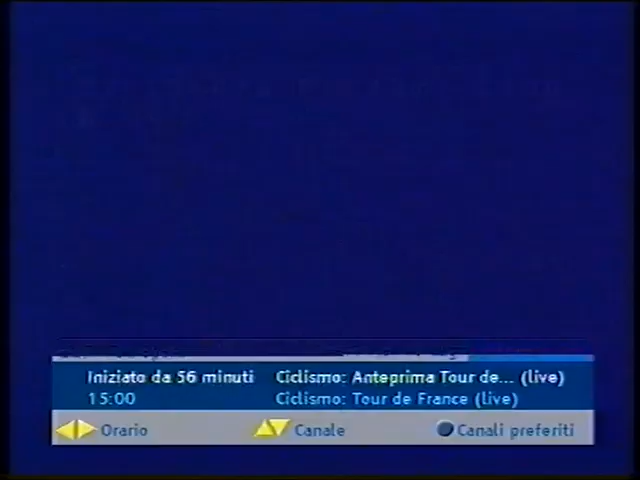 Iniziato da 56 minuti Ciclismo: Anteprima Tour de... (live)
15:00 Ciclismo: Tour de France (live)
Orario Canale Canali preferiti